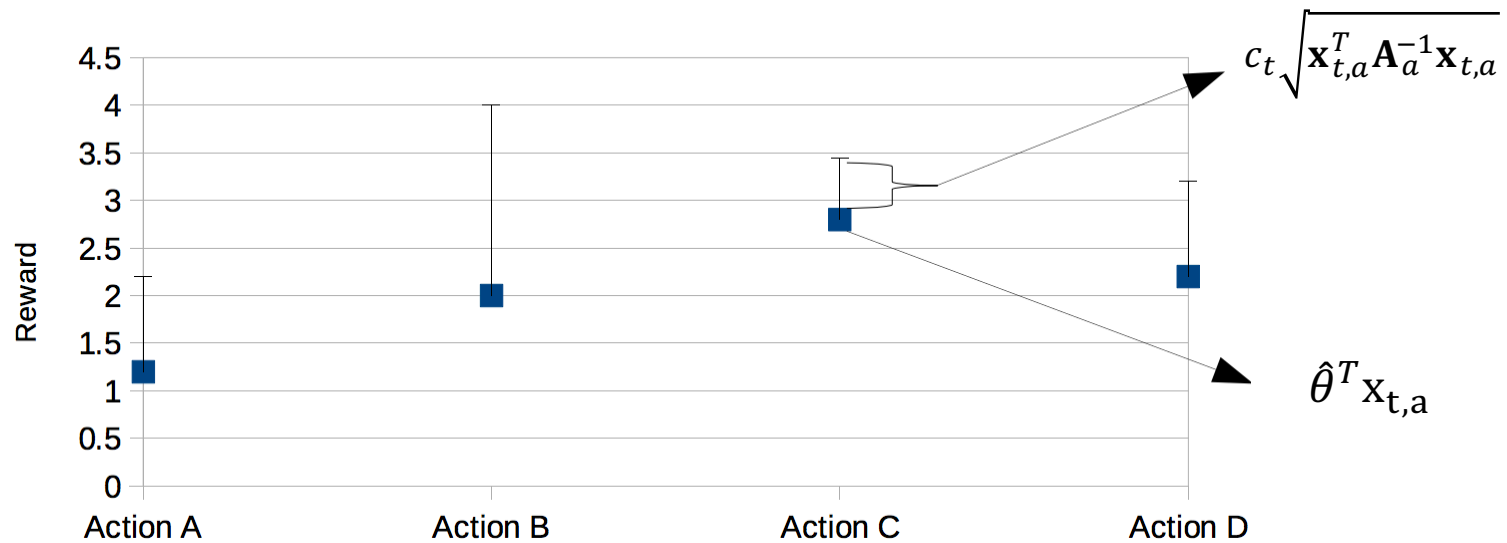 c_t √(𝐱_{t,a}^T 𝐀_a^{-1} 𝐱_{t,a})
4.5
4
3.5
3
2.5
2
1.5
1
0.5
0
Reward
θ̂^T x_{t,a}
Action A Action B Action C Action D